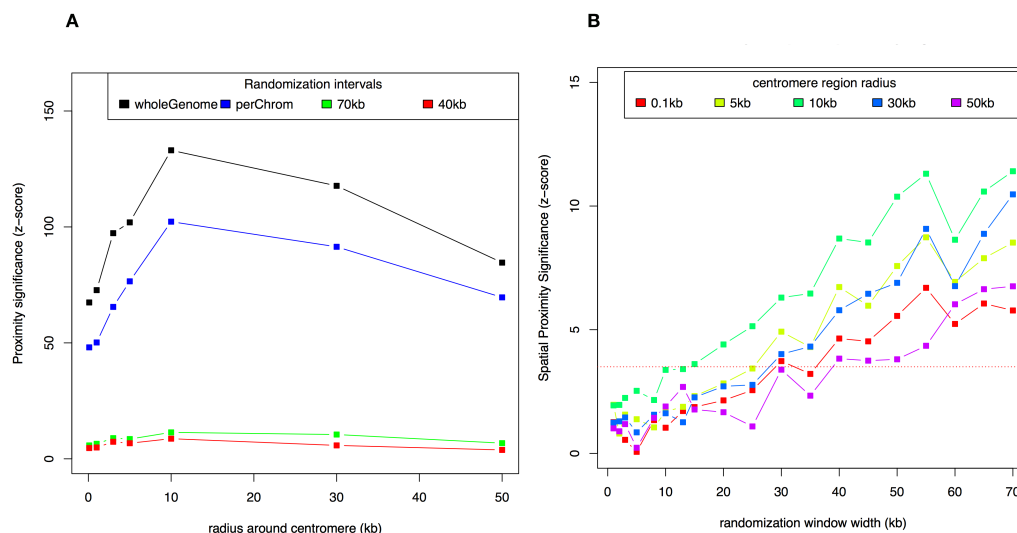 A
Randomization intervals
wholeGenome perChrom 70kb 40kb
Proximity significance (z−score)
150
100
50
0
0 10 20 30 40 50
radius around centromere (kb)
B
centromere region radius
0.1kb 5kb 10kb 30kb 50kb
Spatial Proximity Significance (z−score)
15
10
5
0
0 10 20 30 40 50 60 70
randomization window width (kb)